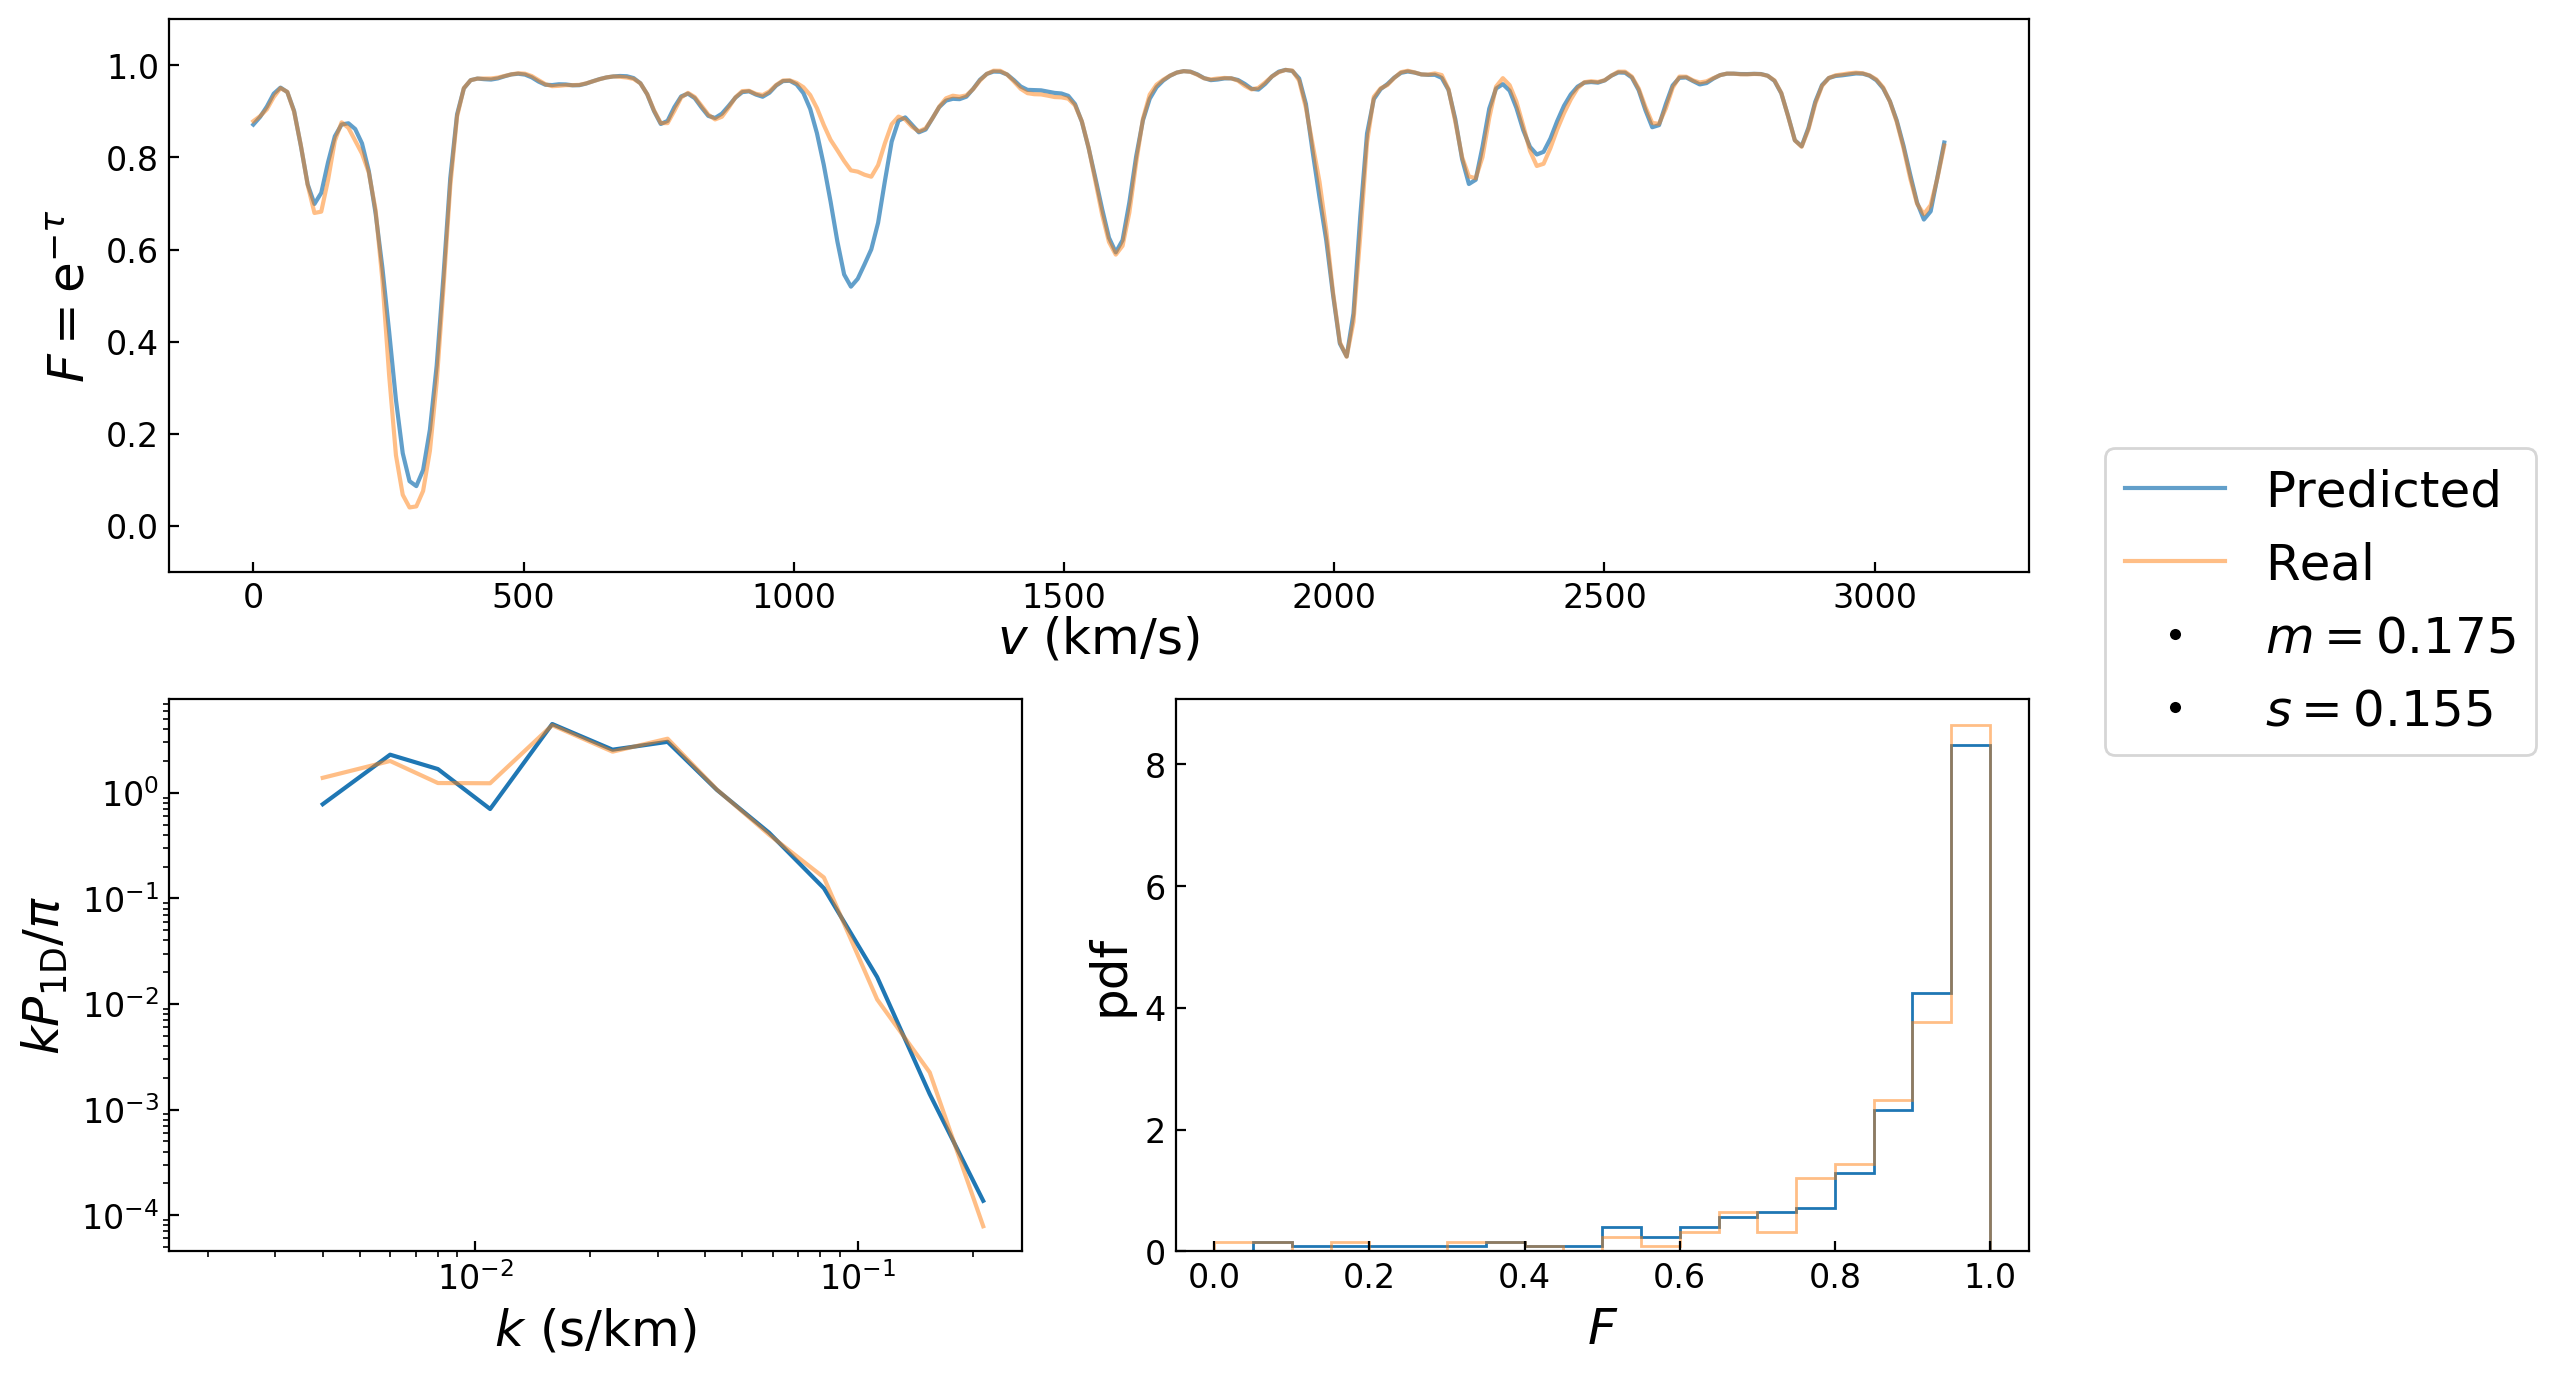 1.0
0.8
0.6
0.4
0.2
0.0
F = e^{−τ}
0 500 1000 1500 2000 2500 3000
v (km/s)
Predicted
Real
m = 0.175
s = 0.155
10^0
10^{−1}
10^{−2}
10^{−3}
10^{−4}
kP_{1D}/π
10^{−2} 10^{−1}
k (s/km)
8
6
4
2
0
pdf
0.0 0.2 0.4 0.6 0.8 1.0
F